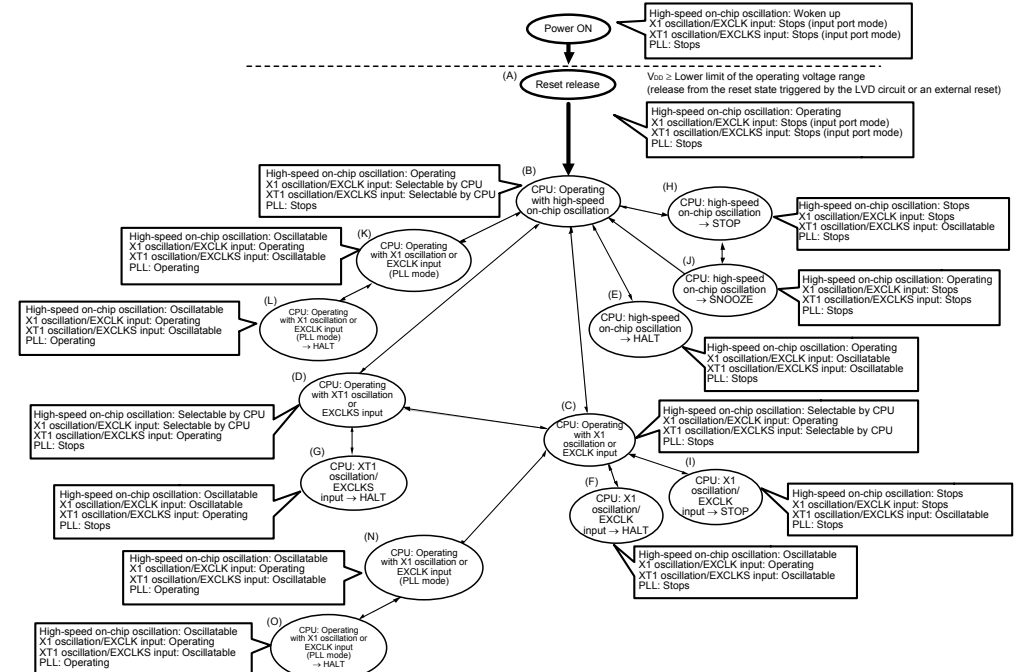 Power ON
High-speed on-chip oscillation: Woken up
X1 oscillation/EXCLK input: Stops (input port mode)
XT1 oscillation/EXCLKS input: Stops (input port mode)
PLL: Stops
(A)
Reset release
VDD ≥ Lower limit of the operating voltage range
(release from the reset state triggered by the LVD circuit or an external reset)
High-speed on-chip oscillation: Operating
X1 oscillation/EXCLK input: Stops (input port mode)
XT1 oscillation/EXCLKS input: Stops (input port mode)
PLL: Stops
(B)
CPU: Operating
with high-speed
on-chip oscillation
High-speed on-chip oscillation: Operating
X1 oscillation/EXCLK input: Selectable by CPU
XT1 oscillation/EXCLKS input: Selectable by CPU
PLL: Stops
(H)
CPU: high-speed
on-chip oscillation
→ STOP
High-speed on-chip oscillation: Stops
X1 oscillation/EXCLK input: Stops
XT1 oscillation/EXCLKS input: Oscillatable
PLL: Stops
(K)
CPU: Operating
with X1 oscillation or
EXCLK input
(PLL mode)
High-speed on-chip oscillation: Oscillatable
X1 oscillation/EXCLK input: Operating
XT1 oscillation/EXCLKS input: Oscillatable
PLL: Operating
(J)
CPU: high-speed
on-chip oscillation
→ SNOOZE
High-speed on-chip oscillation: Operating
X1 oscillation/EXCLK input: Stops
XT1 oscillation/EXCLKS input: Stops
PLL: Stops
(L)
CPU: Operating
with X1 oscillation or
EXCLK input
(PLL mode)
→ HALT
High-speed on-chip oscillation: Oscillatable
X1 oscillation/EXCLK input: Operating
XT1 oscillation/EXCLKS input: Oscillatable
PLL: Operating
(E)
CPU: high-speed
on-chip oscillation
→ HALT
High-speed on-chip oscillation: Operating
X1 oscillation/EXCLK input: Oscillatable
XT1 oscillation/EXCLKS input: Oscillatable
PLL: Stops
(D)
CPU: Operating
with XT1 oscillation
or
EXCLKS input
High-speed on-chip oscillation: Selectable by CPU
X1 oscillation/EXCLK input: Selectable by CPU
XT1 oscillation/EXCLKS input: Operating
PLL: Stops
(C)
CPU: Operating
with X1
oscillation or
EXCLK input
High-speed on-chip oscillation: Selectable by CPU
X1 oscillation/EXCLK input: Operating
XT1 oscillation/EXCLKS input: Selectable by CPU
PLL: Stops
(G)
CPU: XT1
oscillation/
EXCLKS
input → HALT
High-speed on-chip oscillation: Oscillatable
X1 oscillation/EXCLK input: Oscillatable
XT1 oscillation/EXCLKS input: Operating
PLL: Stops
(F)
CPU: X1
oscillation/
EXCLK
input → HALT
High-speed on-chip oscillation: Oscillatable
X1 oscillation/EXCLK input: Operating
XT1 oscillation/EXCLKS input: Oscillatable
PLL: Stops
(I)
CPU: X1
oscillation/
EXCLK
input → STOP
High-speed on-chip oscillation: Stops
X1 oscillation/EXCLK input: Stops
XT1 oscillation/EXCLKS input: Oscillatable
PLL: Stops
(N)
CPU: Operating
with X1 oscillation or
EXCLK input
(PLL mode)
High-speed on-chip oscillation: Oscillatable
X1 oscillation/EXCLK input: Operating
XT1 oscillation/EXCLKS input: Oscillatable
PLL: Operating
(O)
CPU: Operating
with X1 oscillation or
EXCLK input
(PLL mode)
→ HALT
High-speed on-chip oscillation: Oscillatable
X1 oscillation/EXCLK input: Operating
XT1 oscillation/EXCLKS input: Oscillatable
PLL: Operating